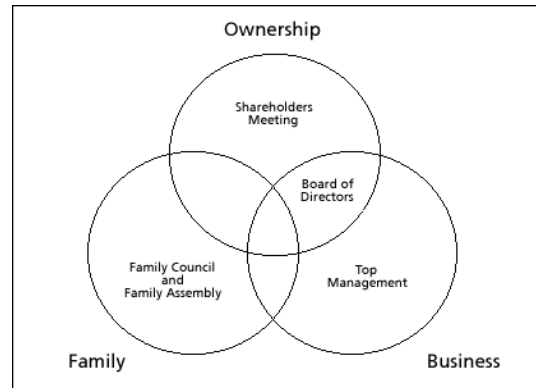 Ownership
Shareholders
Meeting
Board of
Directors
Family Council
and
Family Assembly
Top
Management
Family
Business